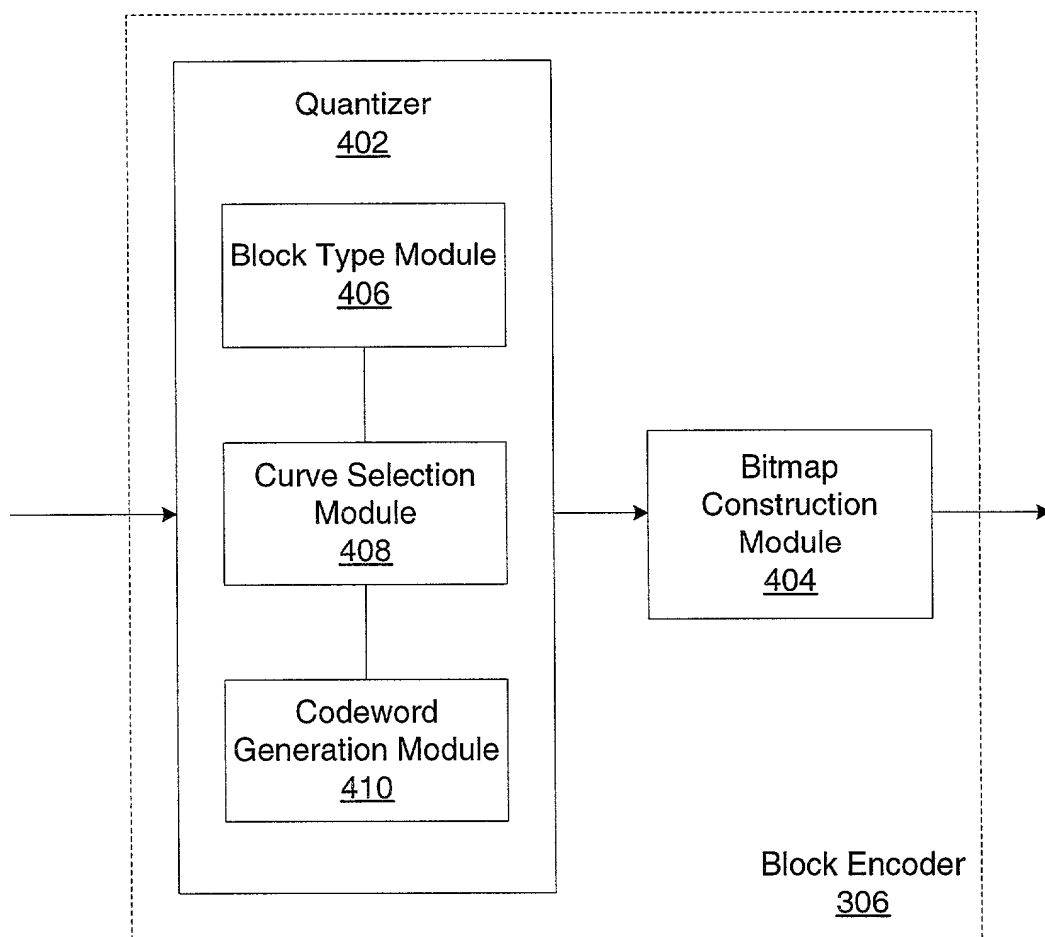 Quantizer
402
Block Type Module
406
Curve Selection
Module
408
Codeword
Generation Module
410
Bitmap
Construction
Module
404
Block Encoder
306